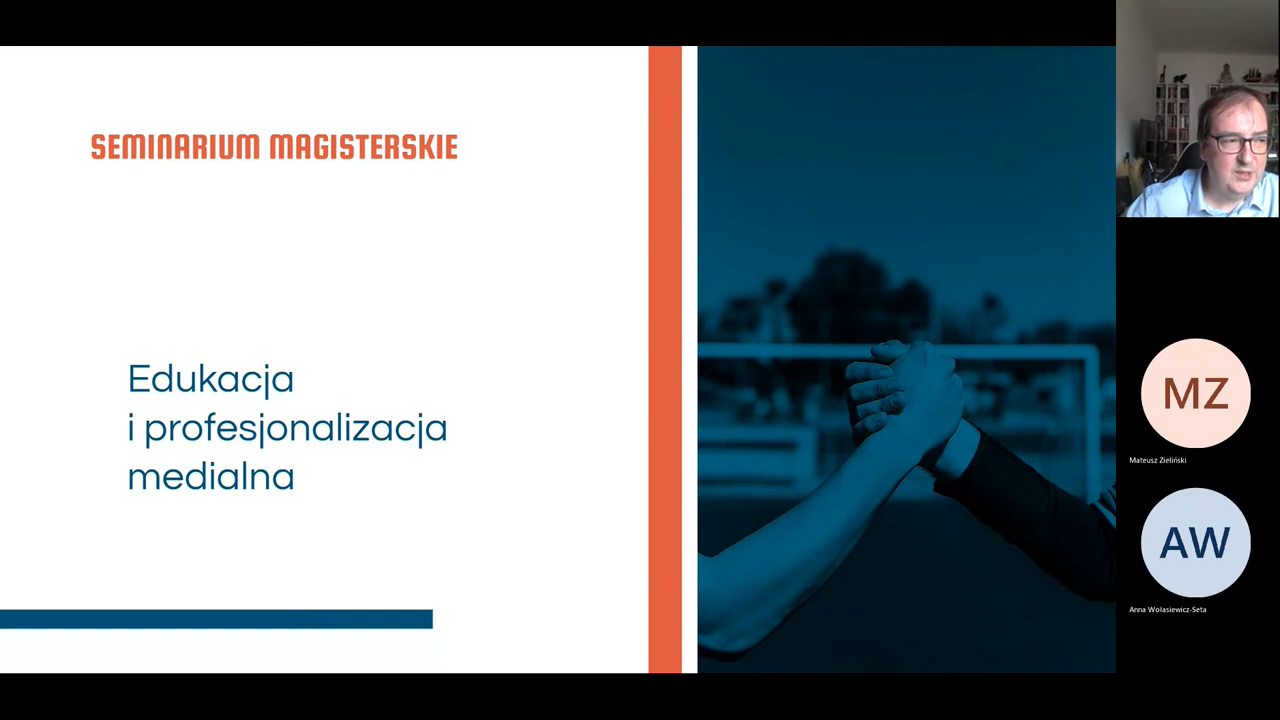 SEMINARIUM MAGISTERSKIE
Edukacja
i profesjonalizacja
medialna
MZ
Mateusz Zieliński
AW
Anna Wołasiewicz-Seta